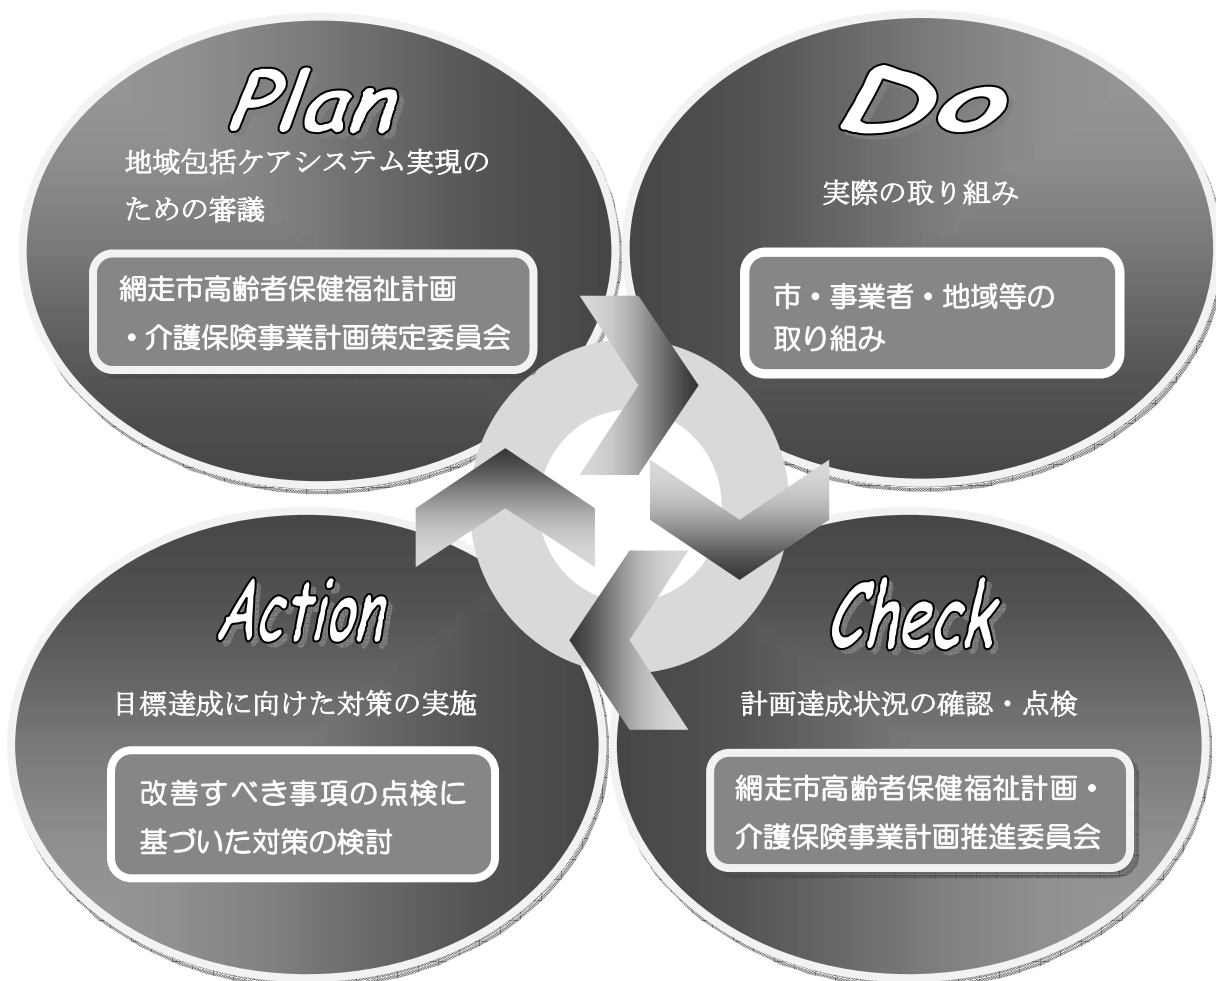 Plan
地域包括ケアシステム実現の
ための審議
網走市高齢者保健福祉計画
・介護保険事業計画策定委員会
Do
実際の取り組み
市・事業者・地域等の
取り組み
Action
目標達成に向けた対策の実施
改善すべき事項の点検に
基づいた対策の検討
Check
計画達成状況の確認・点検
網走市高齢者保健福祉計画・
介護保険事業計画推進委員会